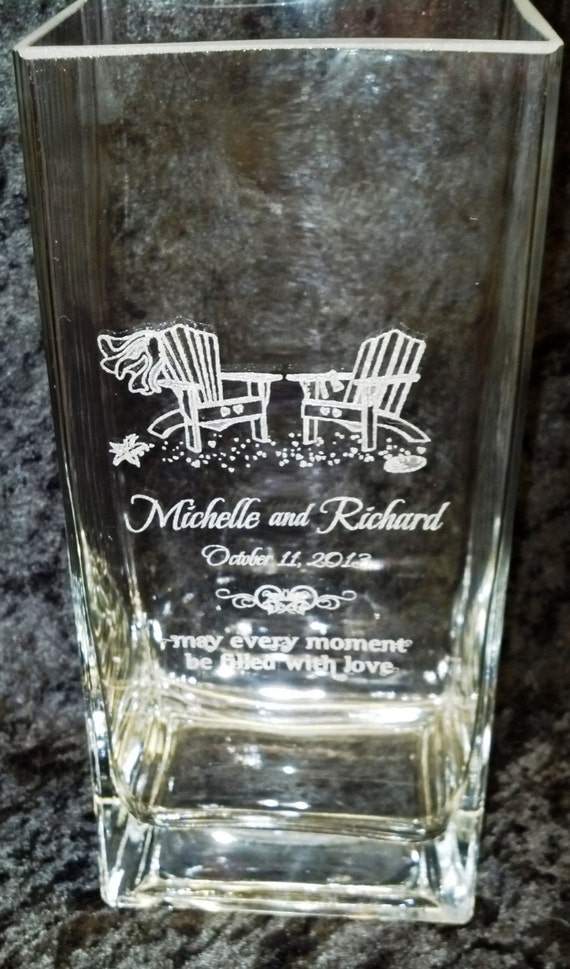 Michelle and Richard
October 11, 2013
may every moment
be filled with love